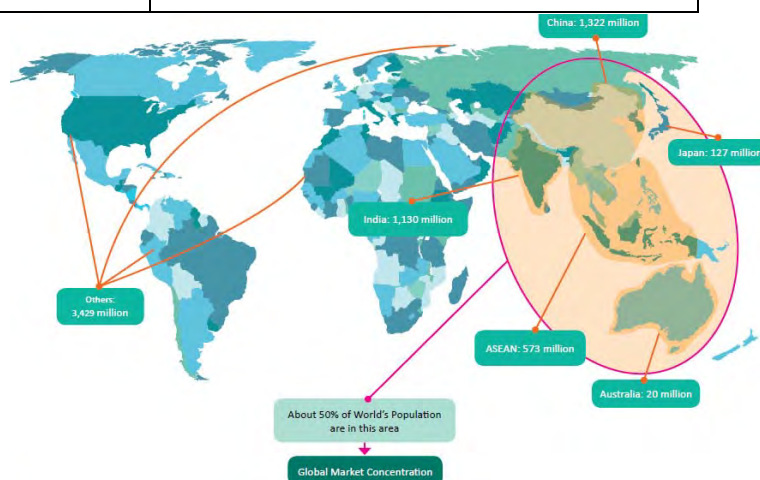 China: 1,322 million
Japan: 127 million
India: 1,130 million
Others:
3,429 million
ASEAN: 573 million
Australia: 20 million
About 50% of World's Population
are in this area
Global Market Concentration